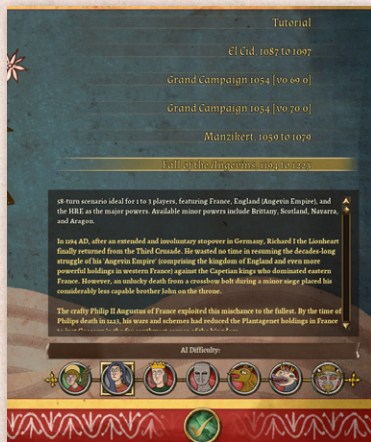 Tutorial
El Cid, 1087 to 1097
Grand Campaign 1054 [v0 69.0]
Grand Campaign 1054 [v0 70.0]
Manzikert, 1059 to 1079
Fall of the Angevins, 1194 to 1223
58-turn scenario ideal for 1 to 3 players, featuring France, England (Angevin Empire), and
the HRE as the major powers. Available minor powers include Brittany, Scotland, Navarra,
and Aragon.
In 1194 AD, after an extended and involuntary stopover in Germany, Richard I the Lionheart
finally returned from the Third Crusade. He wasted no time in resuming the decades-long
struggle of his 'Angevin Empire' (comprising the kingdom of England and even more
powerful holdings in western France) against the Capetian kings who dominated eastern
France. However, an unlucky death from a crossbow bolt during a minor siege placed his
considerably less capable brother John on the throne.
The crafty Philip II Augustus of France exploited this mischance to the fullest. By the time of
Philips death in 1223, his wars and schemes had reduced the Plantagenet holdings in France
AI Difficulty: